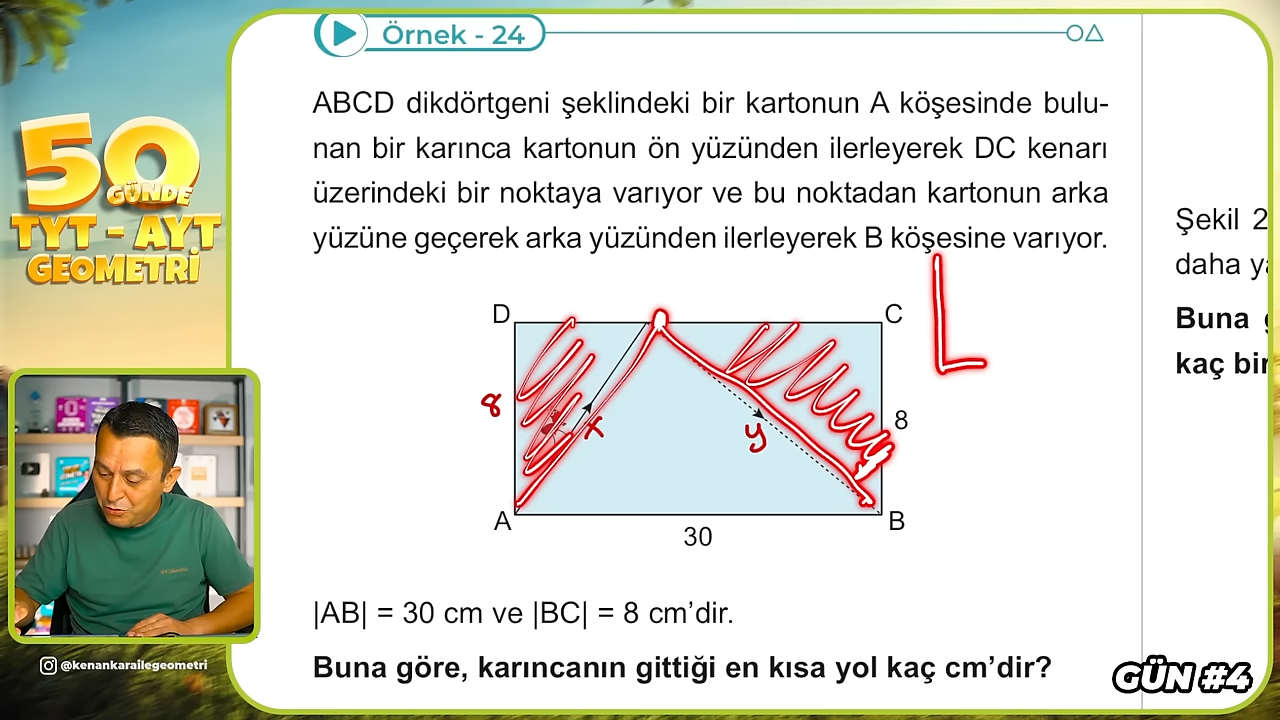 50
GÜNDE
TYT - AYT
GEOMETRİ
Örnek - 24
ABCD dikdörtgeni şeklindeki bir kartonun A köşesinde bulu-
nan bir karınca kartonun ön yüzünden ilerleyerek DC kenarı
üzerindeki bir noktaya varıyor ve bu noktadan kartonun arka
yüzüne geçerek arka yüzünden ilerleyerek B köşesine varıyor.
D
C
8
x
y
8
A
B
30
|AB| = 30 cm ve |BC| = 8 cm'dir.
Buna göre, karıncanın gittiği en kısa yol kaç cm'dir?
Şekil 2
daha
Buna
kaç
@kenankarailegeometri
GÜN #4